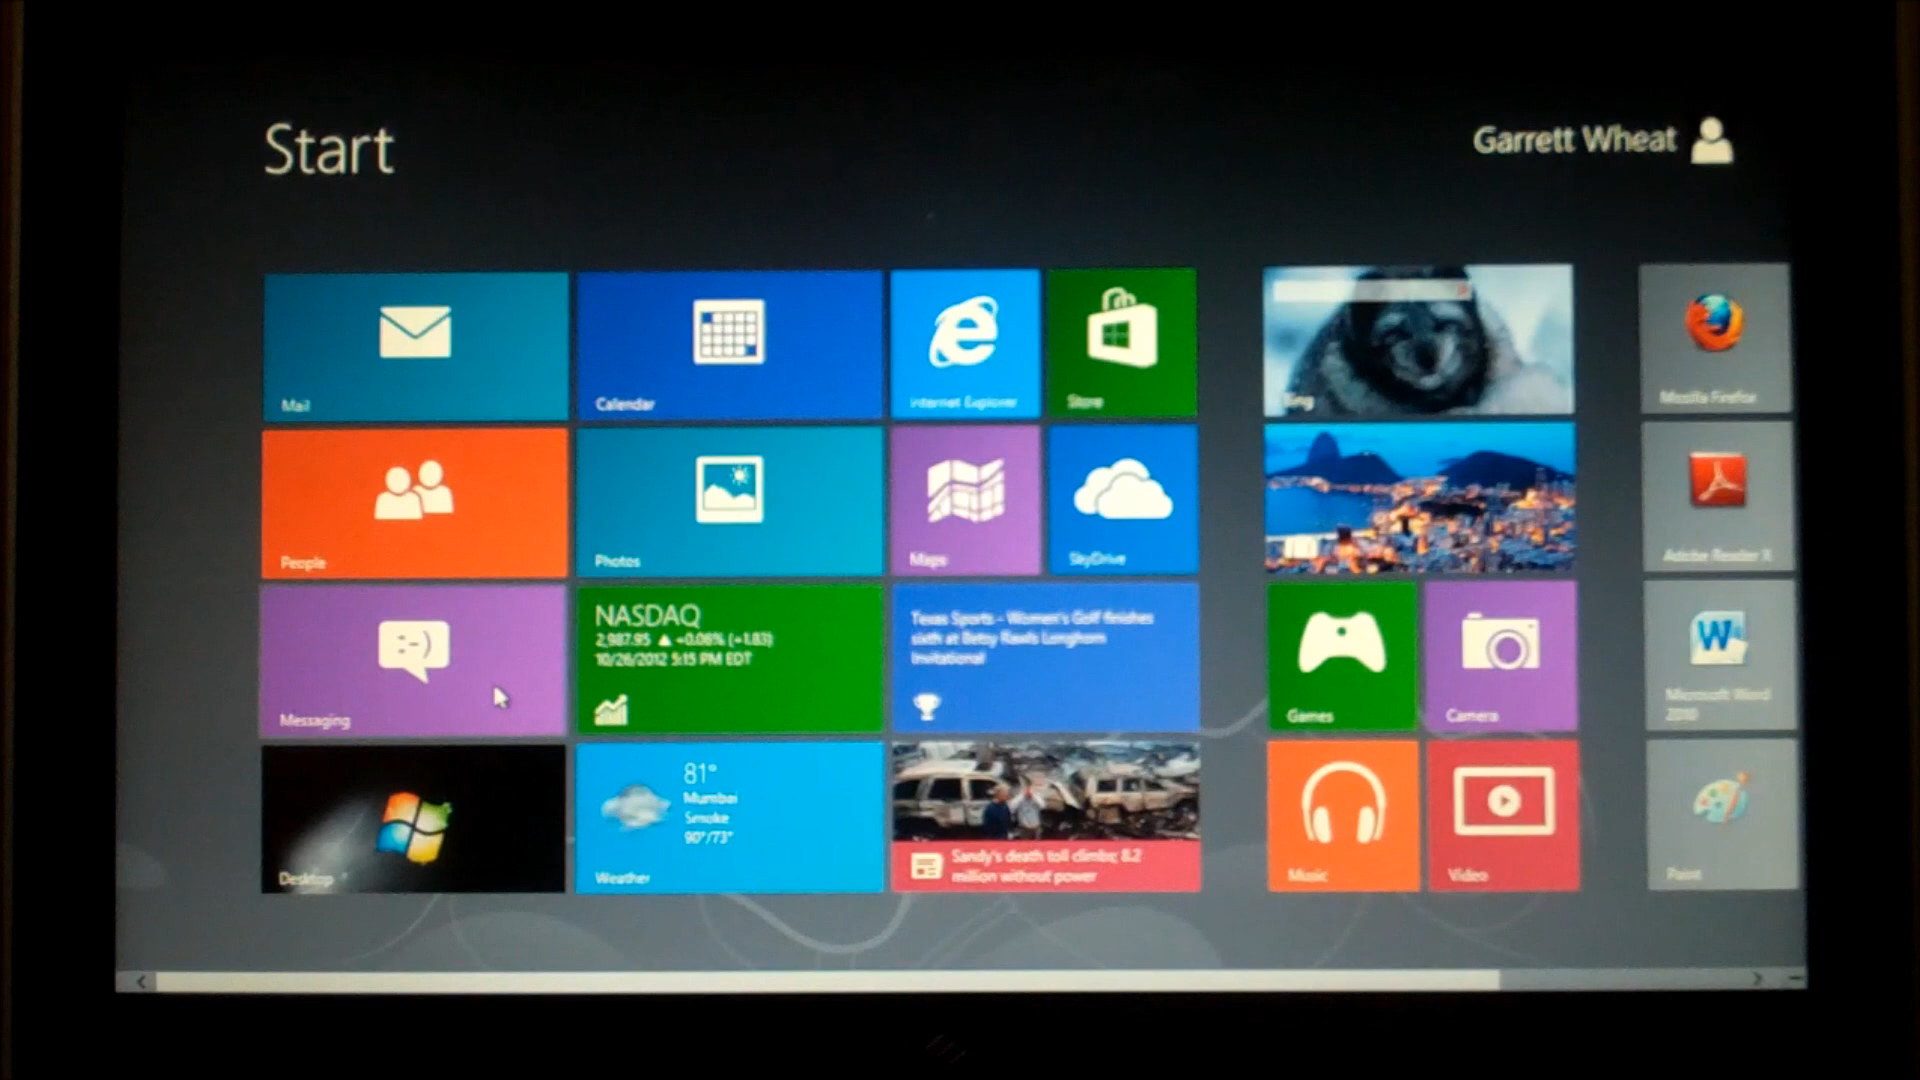 Start
Garrett Wheat
Mail
Calendar
Internet Explorer
Store
Bing
Mozilla Firefox
People
Photos
Maps
SkyDrive
Adobe Reader X
:-)
Messaging
NASDAQ
2,987.95 ▲ +0.06% (+1.83)
10/26/2012 5:15 PM EDT
Texas Sports - Women's Golf finishes
sixth at Betsy Rawls Longhorn
Invitational
Games
Camera
W
Microsoft Word
2010
Desktop
81°
Mumbai
Smoke
90°/73°
Weather
Sandy's death toll climbs; 8.2
million without power
Music
Video
Paint